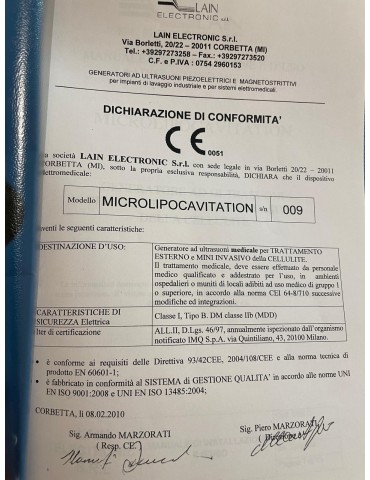 LAIN
ELECTRONIC s.r.l.
LAIN ELECTRONIC S.r.l.
Via Borletti, 20/22 – 20011 CORBETTA (MI)
Tel.: +39297273258 – Fax.: +39297273520
C.F. e P.IVA : 0754 2960153
GENERATORI AD ULTRASUONI PIEZOELETTRICI E MAGNETOSTRITTIVI
per impianti di lavaggio industriale e per sistemi elettromedicali.
DICHIARAZIONE DI CONFORMITA'
CE 0051
società LAIN ELECTRONIC S.r.l. con sede legale in via Borletti 20/22 – 20011
CORBETTA (MI), sotto la propria esclusiva responsabilità, DICHIARA che il dispositivo
elettromedicale:
Modello MICROLIPOCAVITATION s/n 009
aventi le seguenti caratteristiche:
DESTINAZIONE D'USO: Generatore ad ultrasuoni medicale per TRATTAMENTO
ESTERNO e MINI INVASIVO della CELLULITE.
Il trattamento medicale, deve essere effettuato da personale
medico qualificato e addestrato per l'uso, in ambienti
ospedalieri o muniti di locali adibiti ad uso medico di gruppo 1
o superiore, in accordo alla norma CEI 64-8/710 successive
modifiche ed integrazioni.
CARATTERISTICHE DI
SICUREZZA Elettrica
Classe I, Tipo B. DM classe IIb (MDD)
Iter di certificazione ALL.II, D.Lgs. 46/97, annualmente ispezionato dall'organismo
notificato IMQ S.p.A. via Quintiliano, 43, 20100 Milano.
• è conforme ai requisiti delle Direttiva 93/42CEE, 2004/108/CEE e alla norma tecnica di
prodotto EN 60601-1;
• è fabbricato in conformità al SISTEMA di GESTIONE QUALITA' in accordo alle norme UNI
EN ISO 9001:2008 e UNI EN ISO 13485:2004;
CORBETTA, li 08.02.2010
Sig. Armando MARZORATI
( Resp. CE )
Sig. Piero MARZORATI